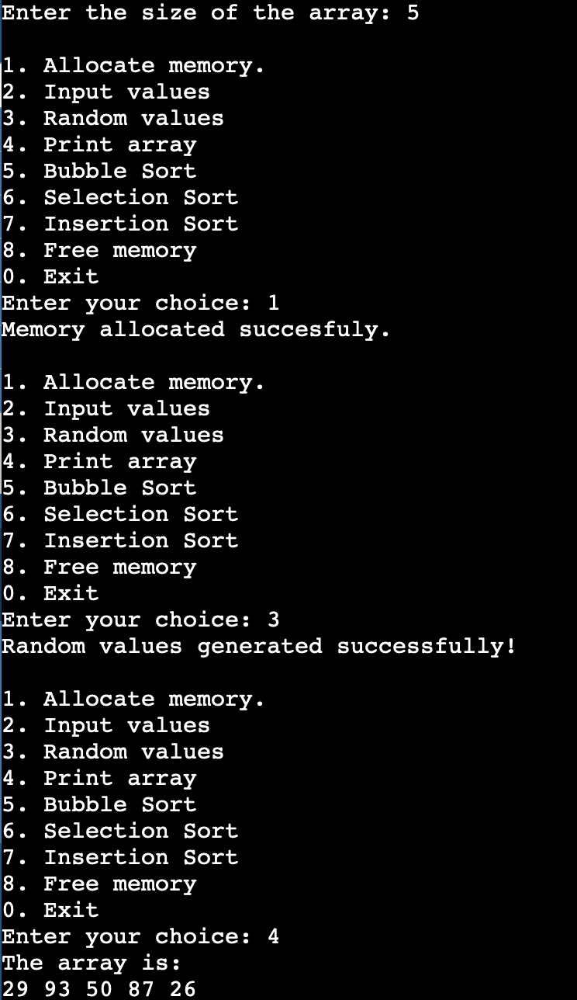 Enter the size of the array: 5
1. Allocate memory.
2. Input values
3. Random values
4. Print array
5. Bubble Sort
6. Selection Sort
7. Insertion Sort
8. Free memory
0. Exit
Enter your choice: 1
Memory allocated succesfuly.
1. Allocate memory.
2. Input values
3. Random values
4. Print array
5. Bubble Sort
6. Selection Sort
7. Insertion Sort
8. Free memory
0. Exit
Enter your choice: 3
Random values generated successfully!
1. Allocate memory.
2. Input values
3. Random values
4. Print array
5. Bubble Sort
6. Selection Sort
7. Insertion Sort
8. Free memory
0. Exit
Enter your choice: 4
The array is:
29 93 50 87 26